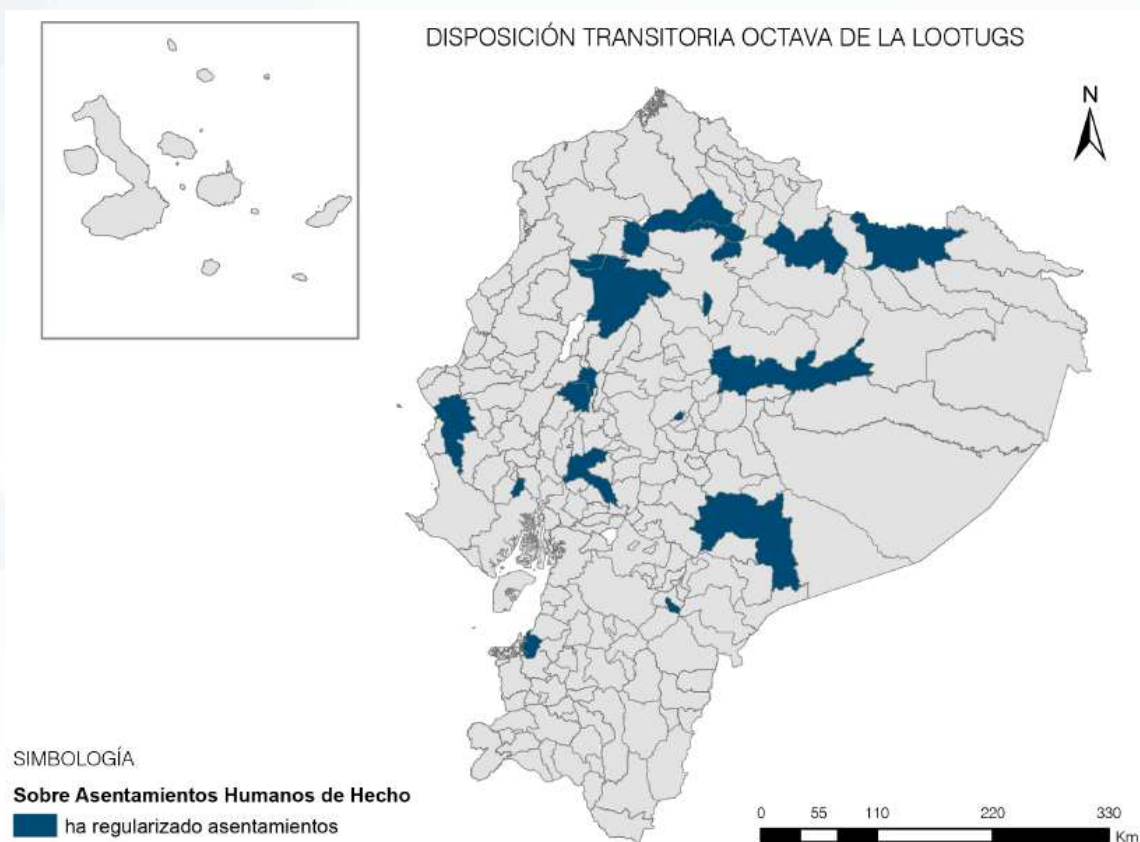 DISPOSICIÓN TRANSITORIA OCTAVA DE LA LOOTUGS
N
SIMBOLOGÍA
Sobre Asentamientos Humanos de Hecho
ha regularizado asentamientos
0 55 110 220 330
Km